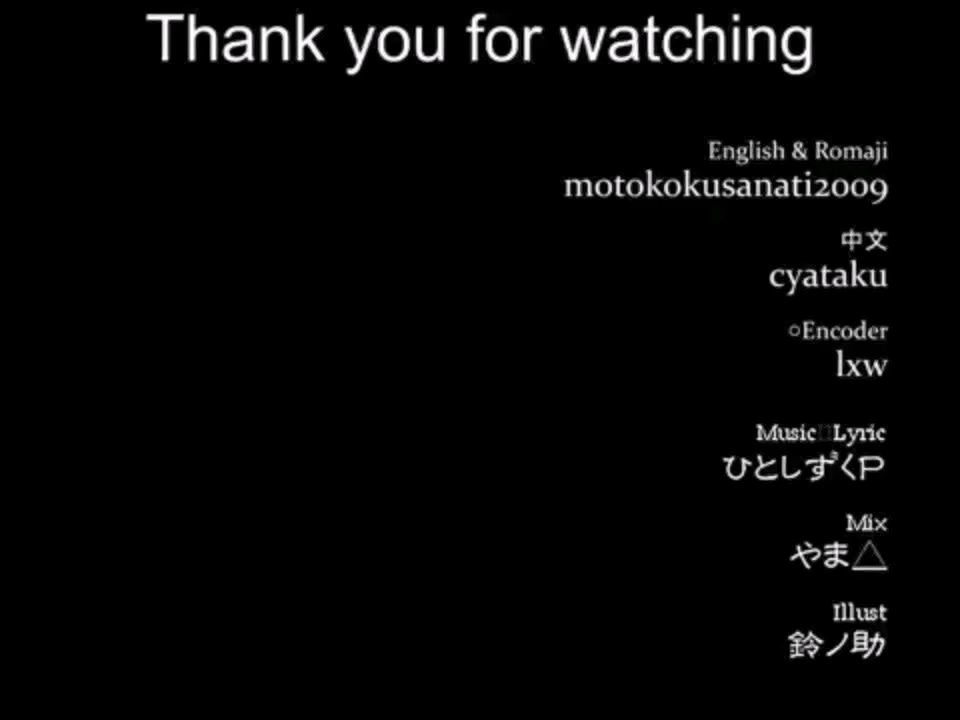 Thank you for watching
English & Romaji
motokokusanati2009
中文
cyataku
○Encoder
lxw
Music□Lyric
ひとしずくP
Mix
やま△
Illust
鈴ノ助